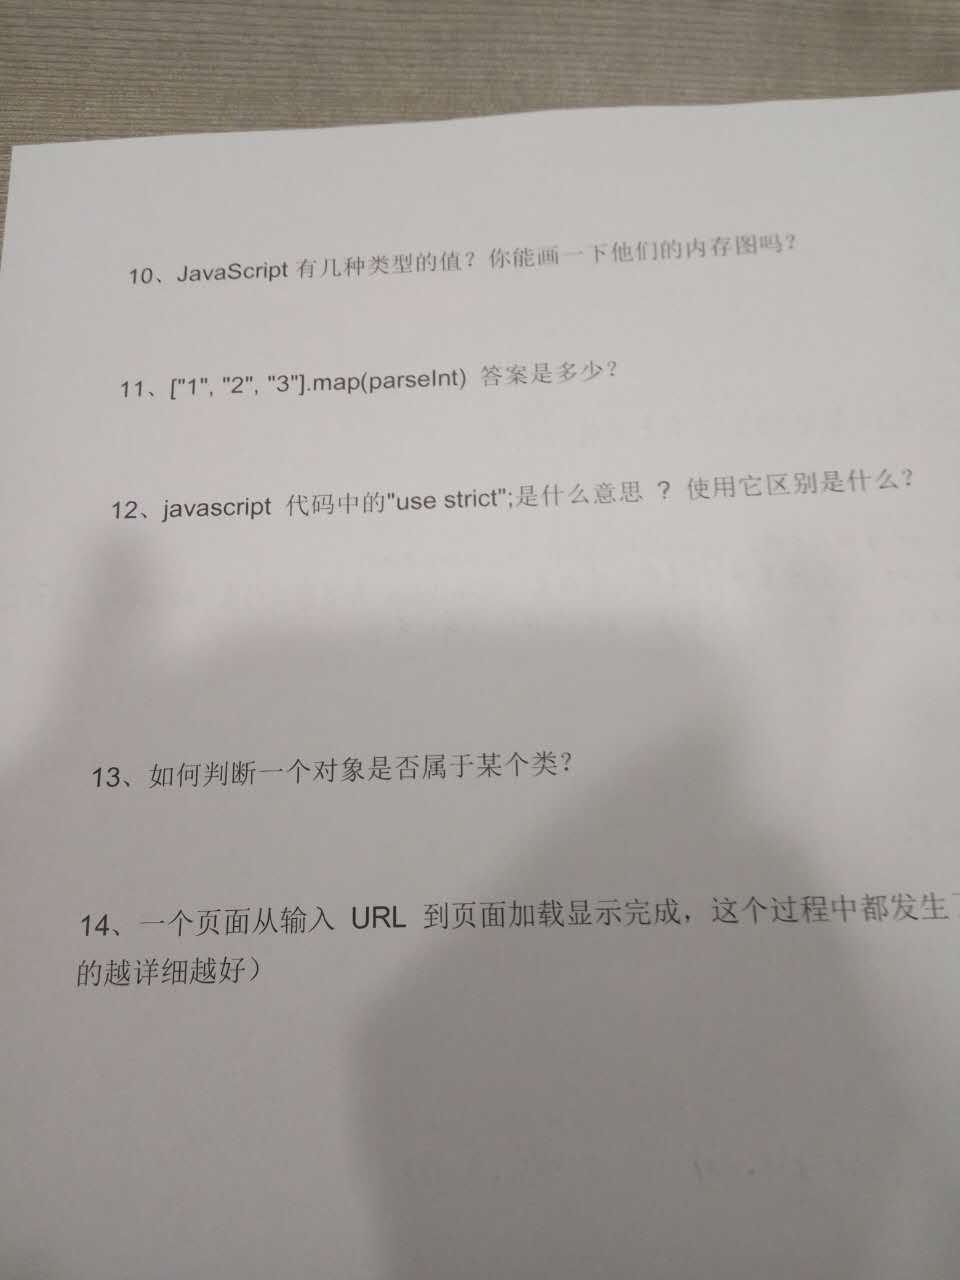 10、JavaScript 有几种类型的值？你能画一下他们的内存图吗？
11、["1", "2", "3"].map(parseInt) 答案是多少？
12、javascript 代码中的"use strict";是什么意思 ? 使用它区别是什么？
13、如何判断一个对象是否属于某个类？
14、一个页面从输入 URL 到页面加载显示完成，这个过程中都发生
的越详细越好）